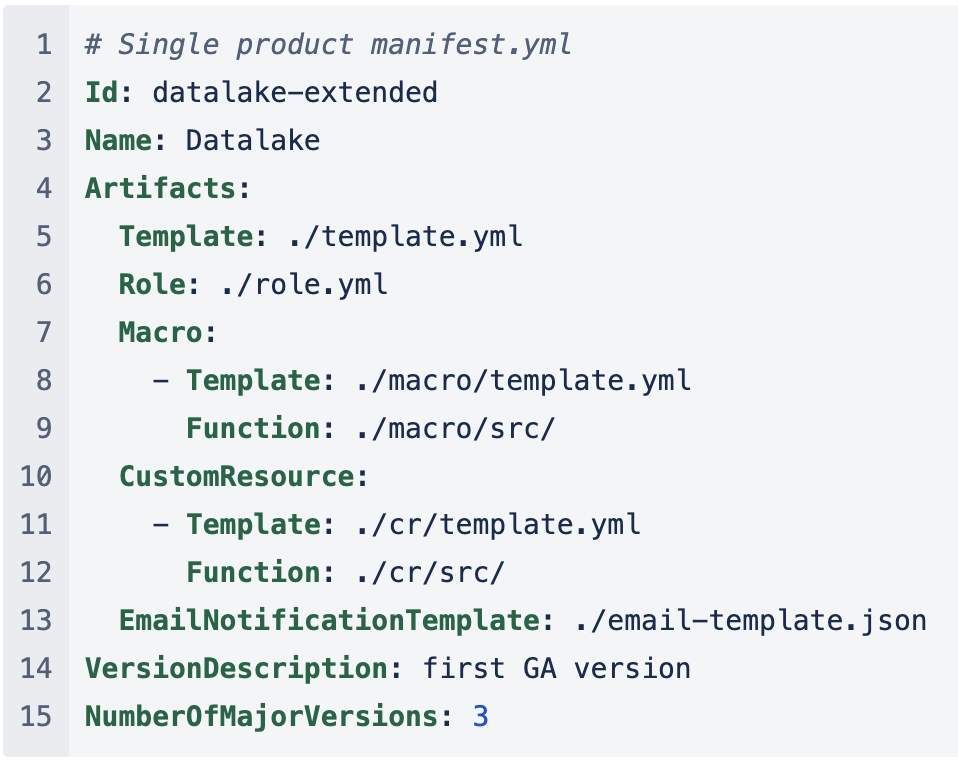 1 # Single product manifest.yml
2 Id: datalake-extended
3 Name: Datalake
4 Artifacts:
5   Template: ./template.yml
6   Role: ./role.yml
7   Macro:
8     - Template: ./macro/template.yml
9       Function: ./macro/src/
10   CustomResource:
11     - Template: ./cr/template.yml
12       Function: ./cr/src/
13   EmailNotificationTemplate: ./email-template.json
14 VersionDescription: first GA version
15 NumberOfMajorVersions: 3